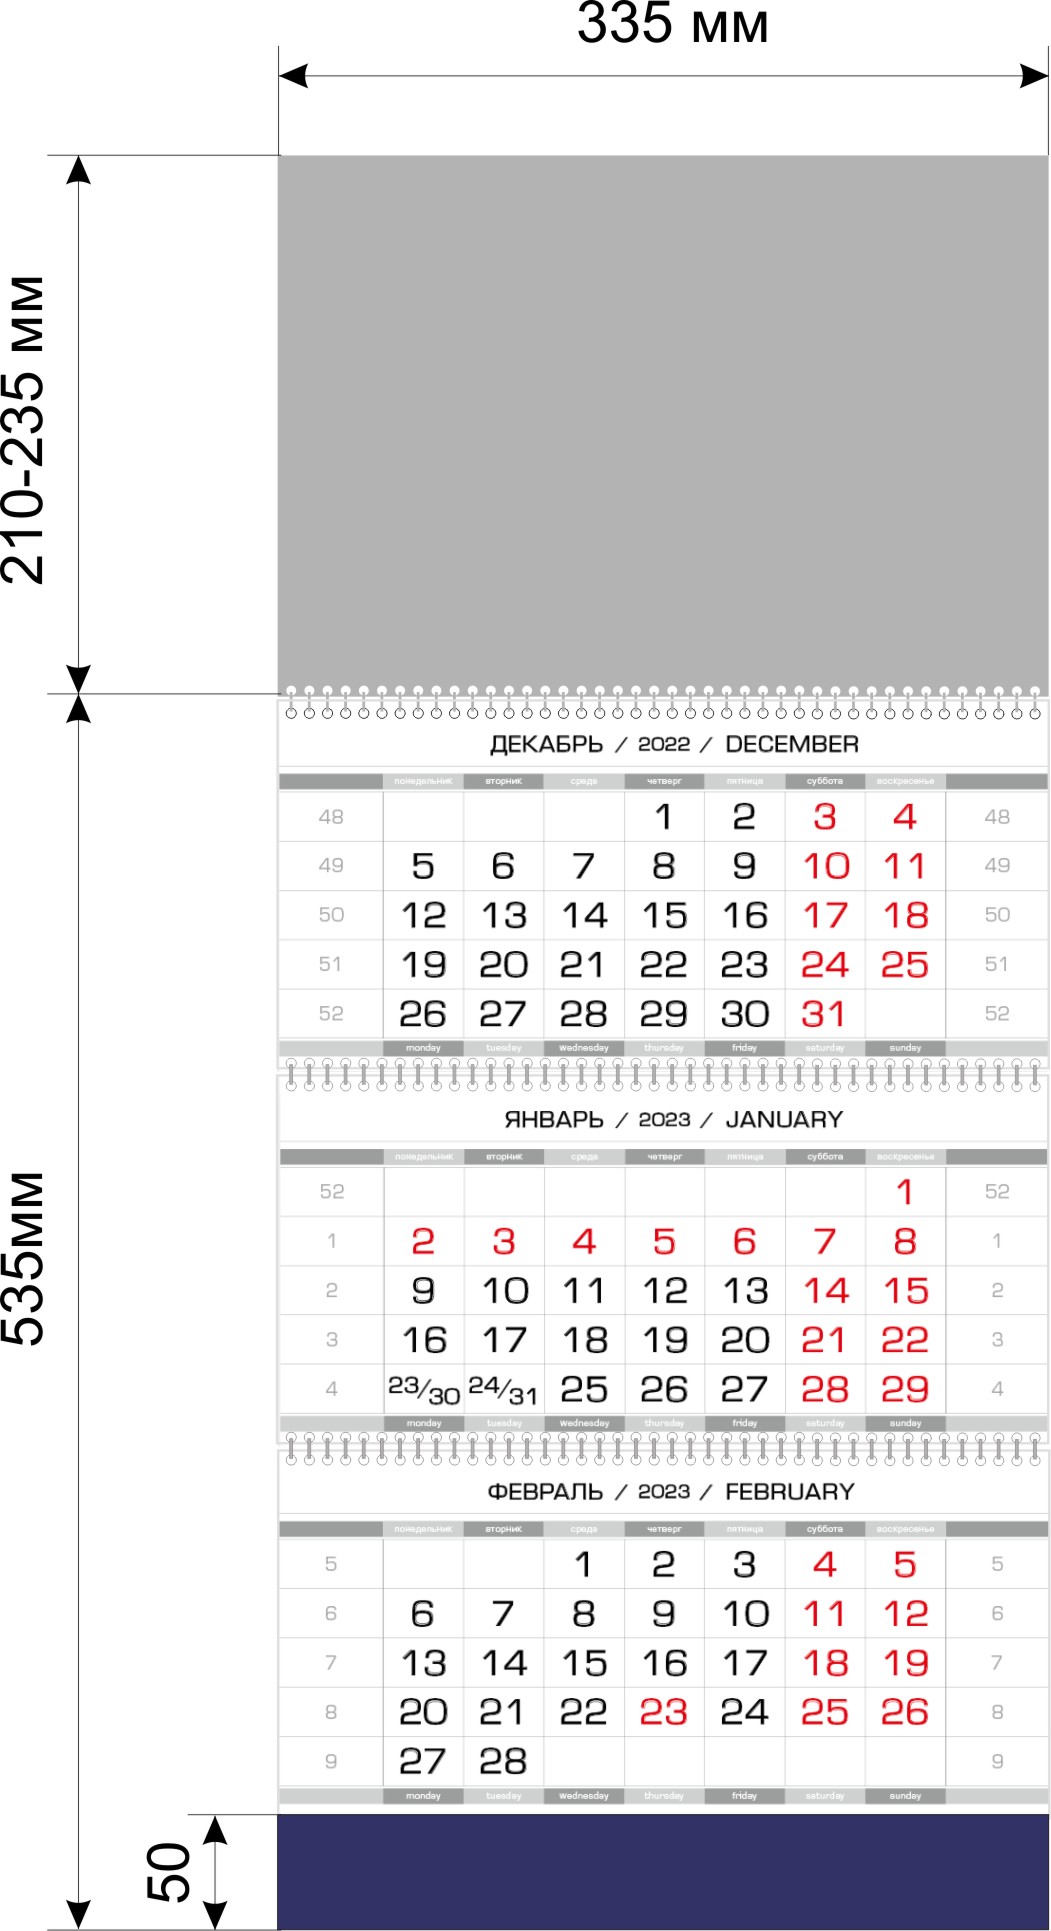 335 мм
210-235 мм
535мм
50
ДЕКАБРЬ / 2022 / DECEMBER
понедельник вторник среда четверг пятница суббота воскресенье
48 1 2 3 4 48
49 5 6 7 8 9 10 11 49
50 12 13 14 15 16 17 18 50
51 19 20 21 22 23 24 25 51
52 26 27 28 29 30 31 52
monday tuesday wednesday thursday friday saturday sunday
ЯНВАРЬ / 2023 / JANUARY
понедельник вторник среда четверг пятница суббота воскресенье
52 1 52
1 2 3 4 5 6 7 8 1
2 9 10 11 12 13 14 15 2
3 16 17 18 19 20 21 22 3
4 23/30 24/31 25 26 27 28 29 4
monday tuesday wednesday thursday friday saturday sunday
ФЕВРАЛЬ / 2023 / FEBRUARY
понедельник вторник среда четверг пятница суббота воскресенье
5 1 2 3 4 5 5
6 6 7 8 9 10 11 12 6
7 13 14 15 16 17 18 19 7
8 20 21 22 23 24 25 26 8
9 27 28 9
monday tuesday wednesday thursday friday saturday sunday